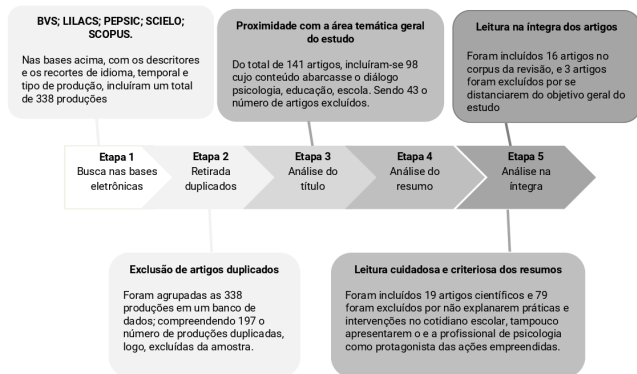 BVS; LILACS; PEPSIC; SCIELO;
SCOPUS.
Nas bases acima, com os descritores
e os recortes de idioma, temporal e
tipo de produção, incluíram um total
de 338 produções
Proximidade com a área temática geral
do estudo
Do total de 141 artigos, incluíram-se 98
cujo conteúdo abarcasse o diálogo
psicologia, educação, escola. Sendo 43 o
número de artigos excluídos.
Leitura na íntegra dos artigos
Foram incluídos 16 artigos no
corpus da revisão, e 3 artigos
foram excluídos por se
distanciarem do objetivo geral do
estudo
Etapa 1
Busca nas bases
eletrônicas
Etapa 2
Retirada
duplicados
Etapa 3
Análise do
título
Etapa 4
Análise do
resumo
Etapa 5
Análise na
íntegra
Exclusão de artigos duplicados
Foram agrupadas as 338
produções em um banco de
dados; compreendendo 197 o
número de produções duplicadas,
logo, excluídas da amostra.
Leitura cuidadosa e criteriosa dos resumos
Foram incluídos 19 artigos científicos e 79
foram excluídos por não explanarem práticas e
intervenções no cotidiano escolar, tampouco
apresentarem o e a profissional de psicologia
como protagonista das ações empreendidas.